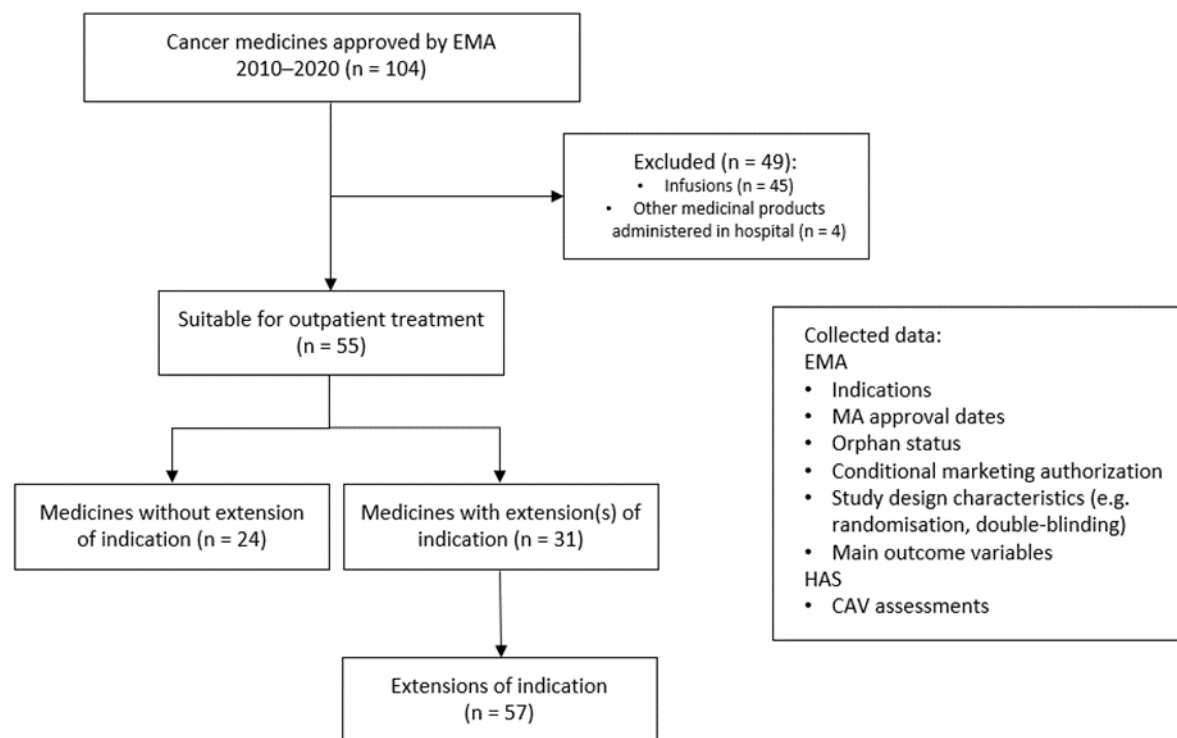 Cancer medicines approved by EMA
2010–2020 (n = 104)
Excluded (n = 49):
• Infusions (n = 45)
• Other medicinal products
administered in hospital (n = 4)
Suitable for outpatient treatment
(n = 55)
Medicines without extension
of indication (n = 24)
Medicines with extension(s) of
indication (n = 31)
Extensions of indication
(n = 57)
Collected data:
EMA
• Indications
• MA approval dates
• Orphan status
• Conditional marketing authorization
• Study design characteristics (e.g.
randomisation, double-blinding)
• Main outcome variables
HAS
• CAV assessments